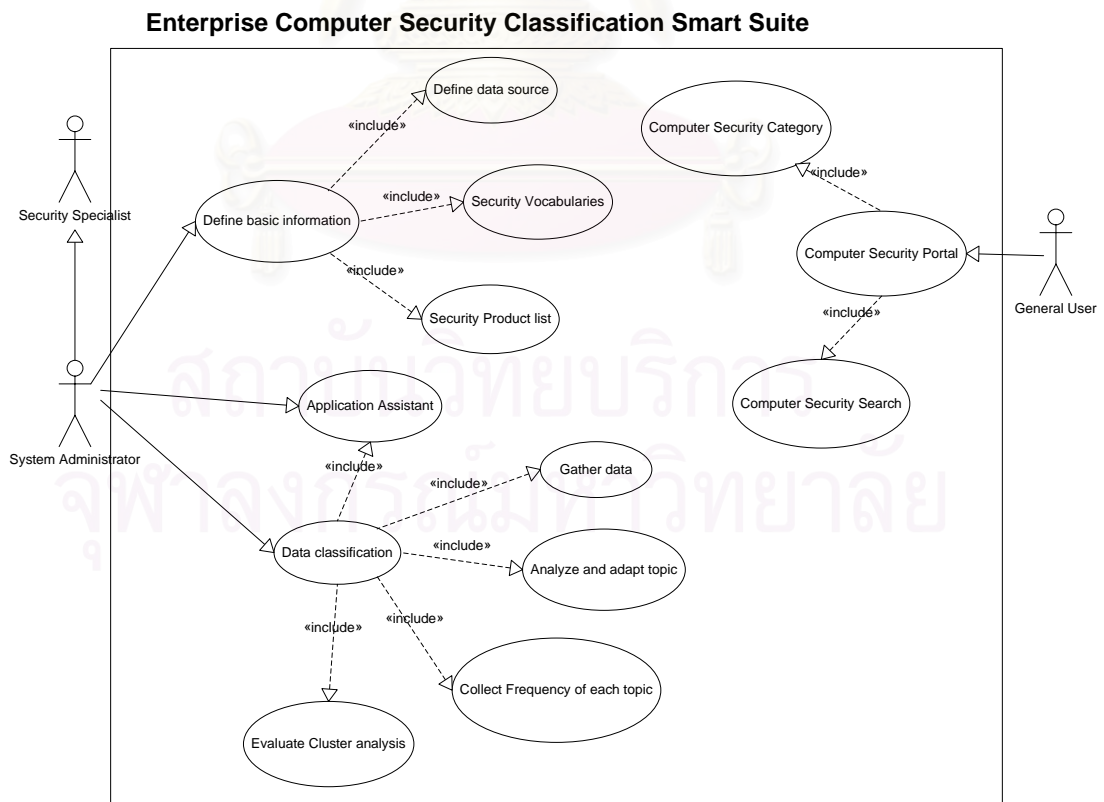 Enterprise Computer Security Classification Smart Suite
Define data source
«include»
Computer Security Category
«include»
«include»
Security Vocabularies
Security Specialist
Define basic information
Computer Security Portal
«include»
General User
«include»
Security Product list
Application Assistant
Computer Security Search
System Administrator
«include»
Gather data
«include»
Data classification
«include»
Analyze and adapt topic
«include»
«include»
Collect Frequency of each topic
Evaluate Cluster analysis
สถาบันวิทยบริการ
จุฬาลงกรณ์มหาวิทยาลัย